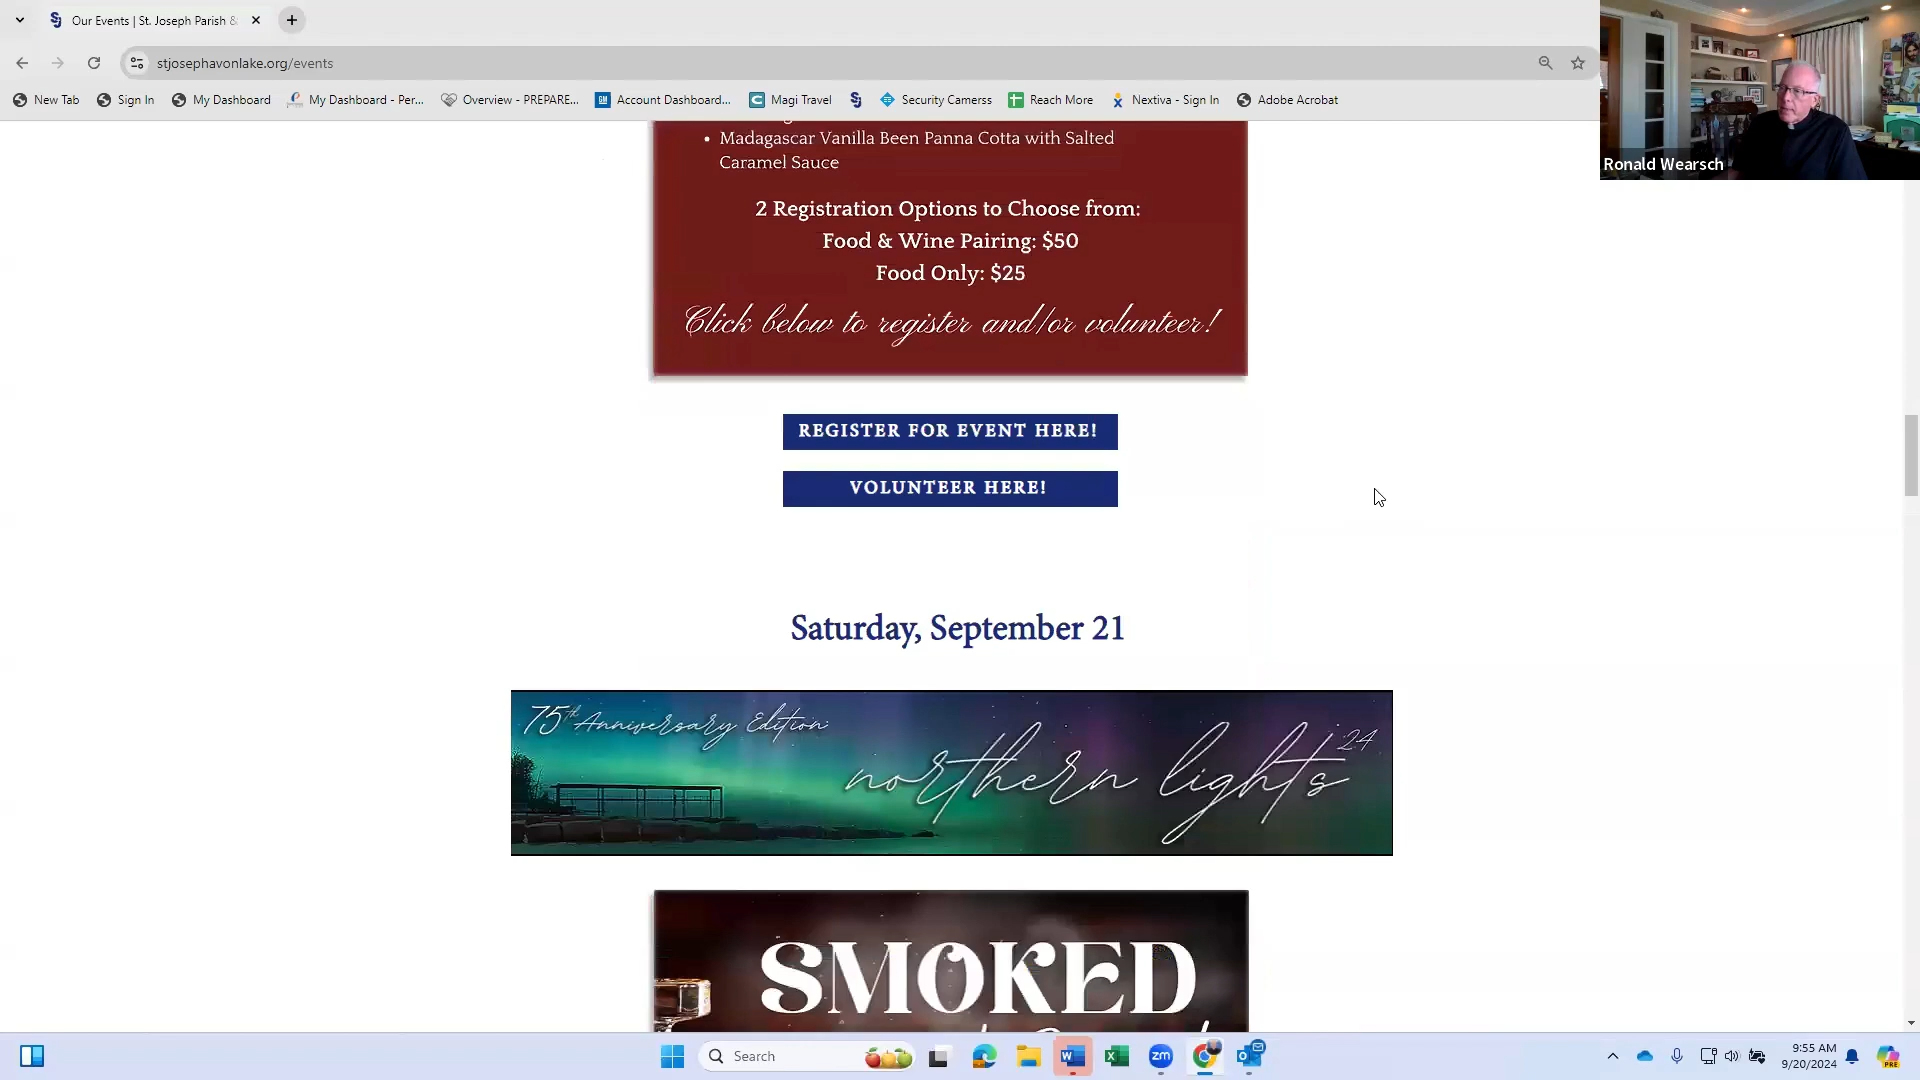 Our Events | St. Joseph Parish &
stjosephavonlake.org/events
New Tab
Sign In
My Dashboard
My Dashboard - Per...
Overview - PREPARE...
Account Dashboard...
Magi Travel
Security Camerss
Reach More
Nextiva - Sign In
Adobe Acrobat
Ronald Wearsch
• Madagascar Vanilla Been Panna Cotta with Salted
Caramel Sauce
2 Registration Options to Choose from:
Food & Wine Pairing: $50
Food Only: $25
Click below to register and/or volunteer!
REGISTER FOR EVENT HERE!
VOLUNTEER HERE!
Saturday, September 21
75th Anniversary Edition:
northern lights '24
SMOKED
Search
9:55 AM
9/20/2024
PRE